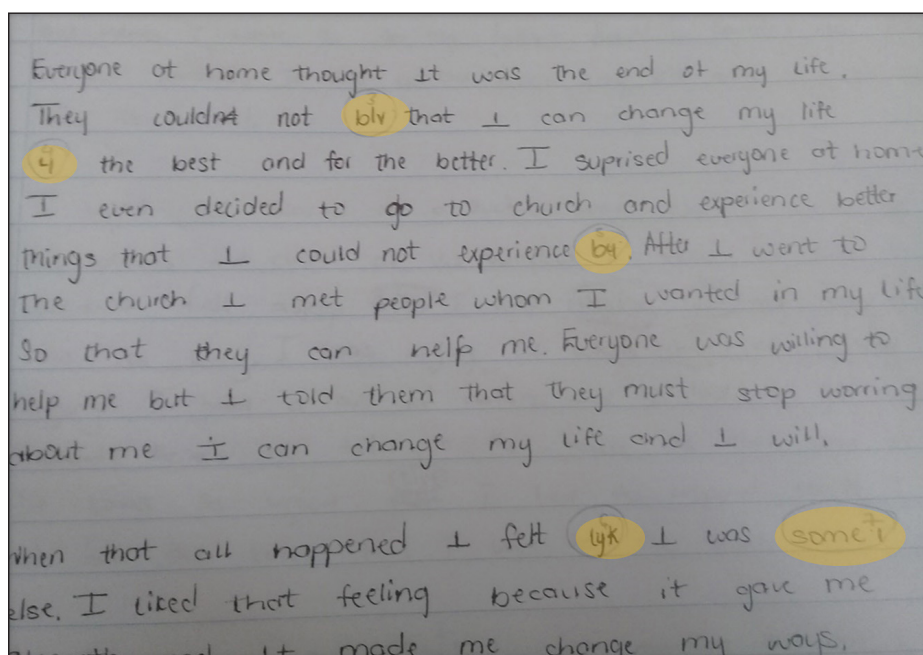 Everyone at home thought it was the end of my life.
They couldnt not blv that I can change my life
4 the best and for the better. I suprised everyone at home
I even decided to go to church and experience better
things that I could not experience b4. After I went to
The church I met people whom I wanted in my life
So that they can help me. Everyone was willing to
help me but I told them that they must stop worring
about me I can change my life and I will.
When that all happened I felt lyk I was some1
else. I liked that feeling because it gave me
it made me change my ways.